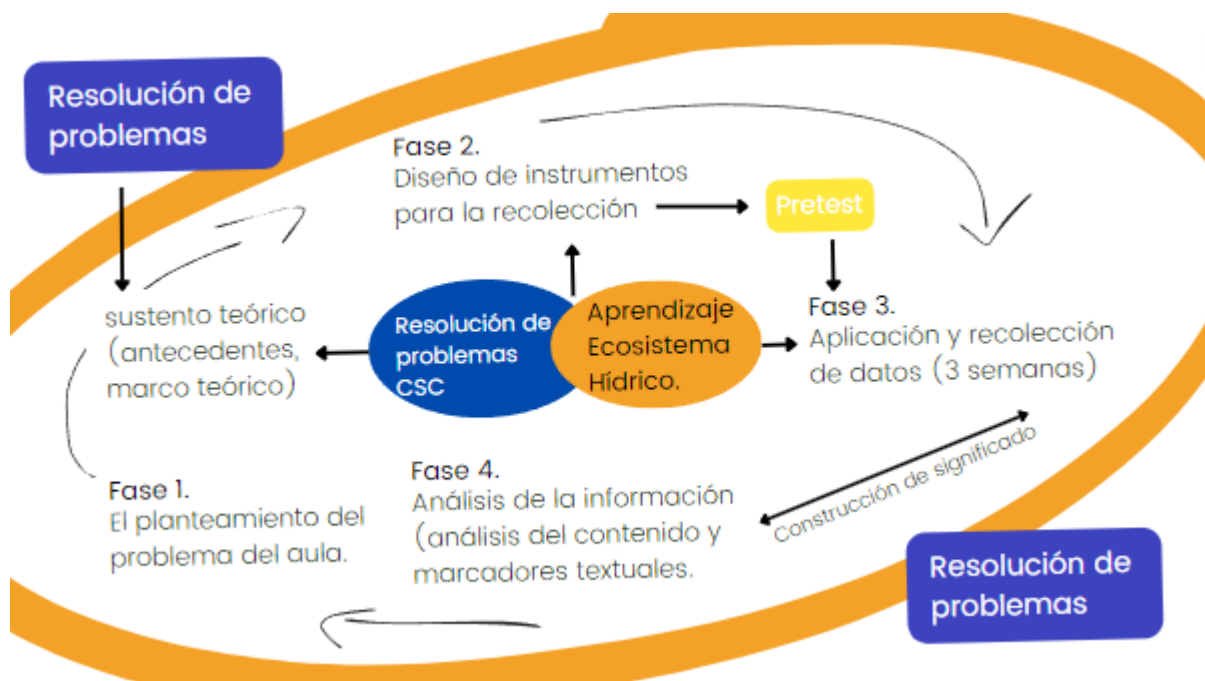 Resolución de
problemas
Fase 2.
Diseño de instrumentos
para la recolección
Pretest
sustento teórico
(antecedentes,
marco teórico)
Resolución de
problemas
CSC
Aprendizaje
Ecosistema
Hídrico.
Fase 3.
Aplicación y recolección
de datos (3 semanas)
Fase 1.
El planteamiento del
problema del aula.
Fase 4.
Análisis de la información
(análisis del contenido y
marcadores textuales.
Construcción de significado
Resolución de
problemas